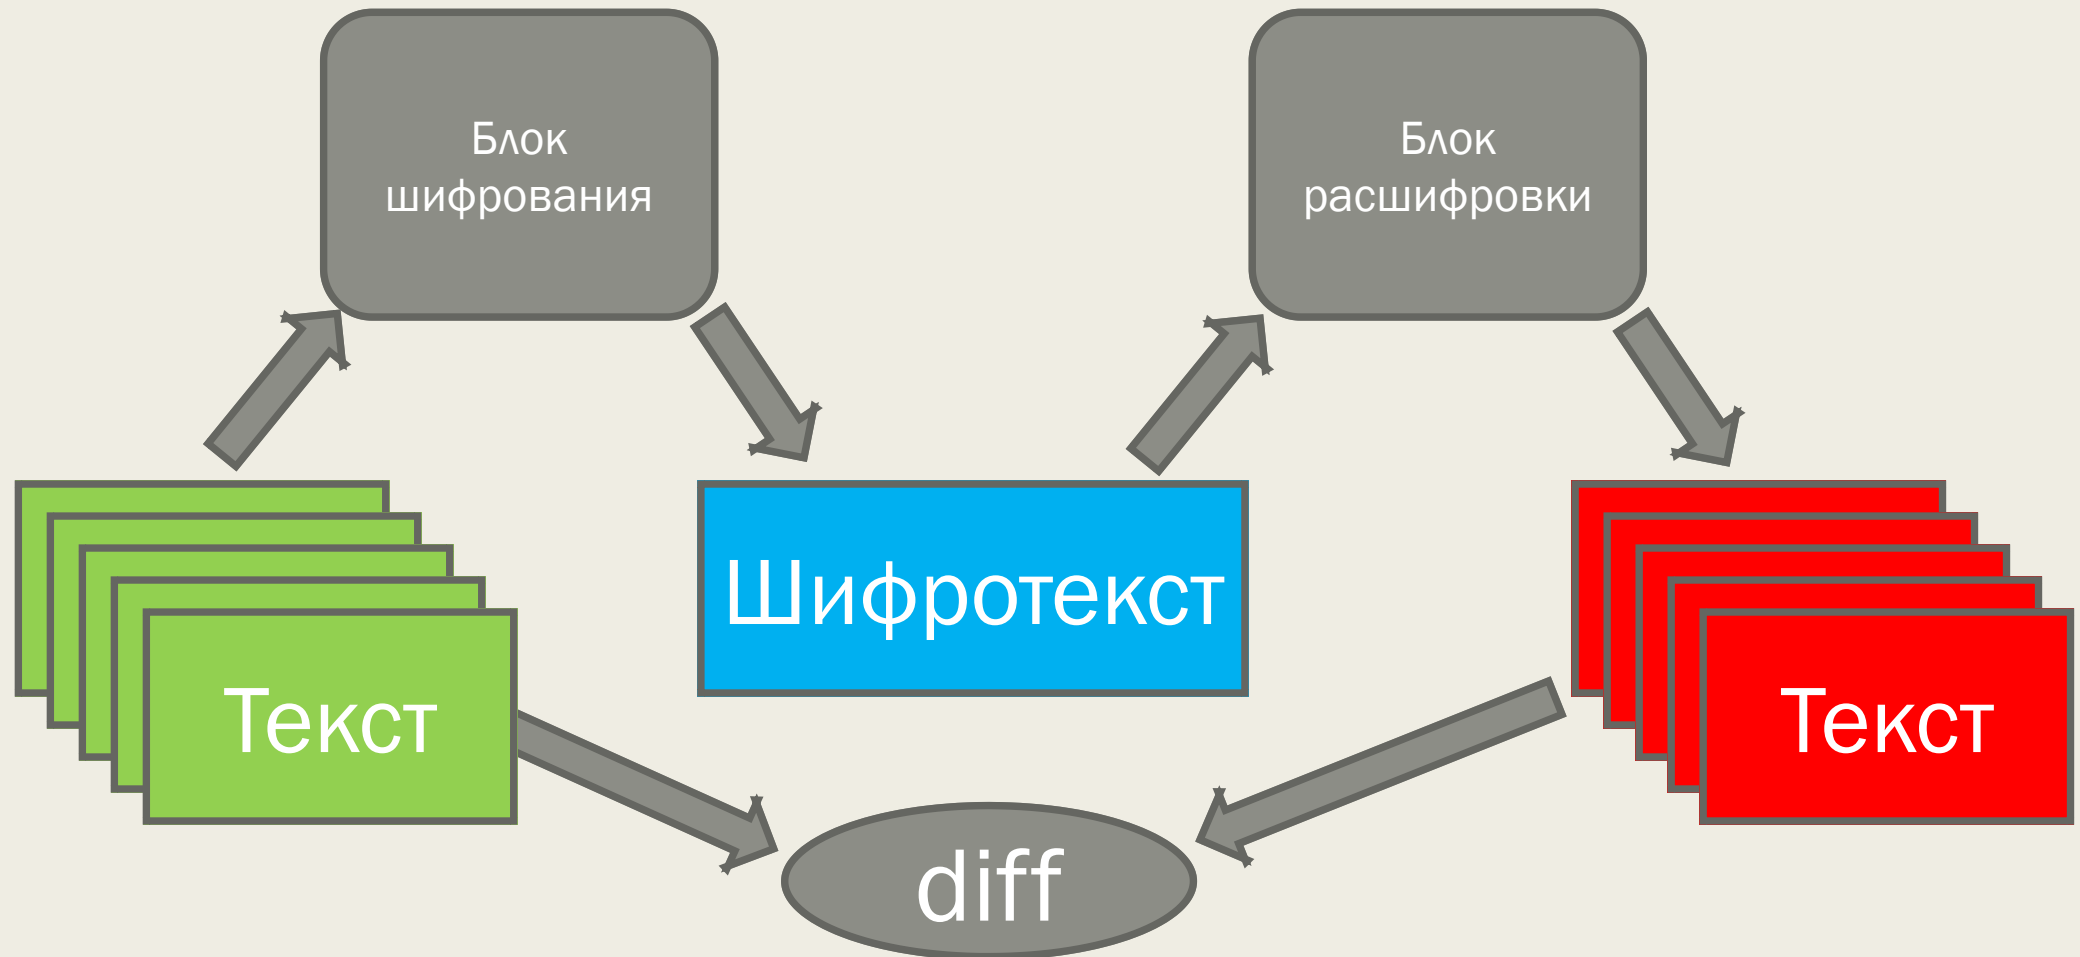 Блок
шифрования
Блок
расшифровки
Шифротекст
Текст
Текст
diff